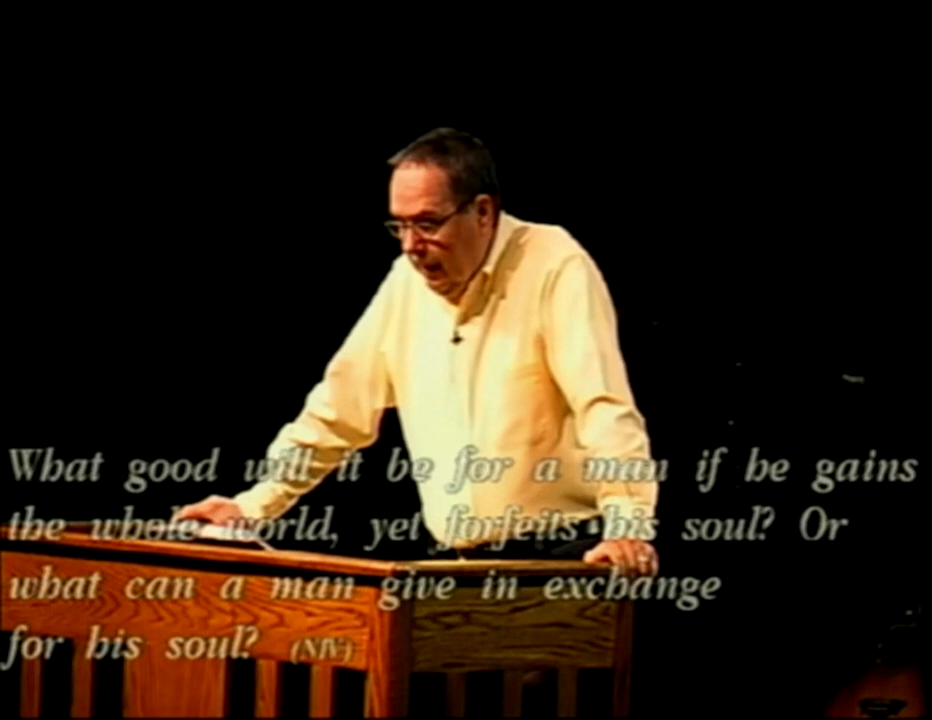 What good will it be for a man if he gains
the whole world, yet forfeits his soul? Or
what can a man give in exchange
for his soul? (NIV)